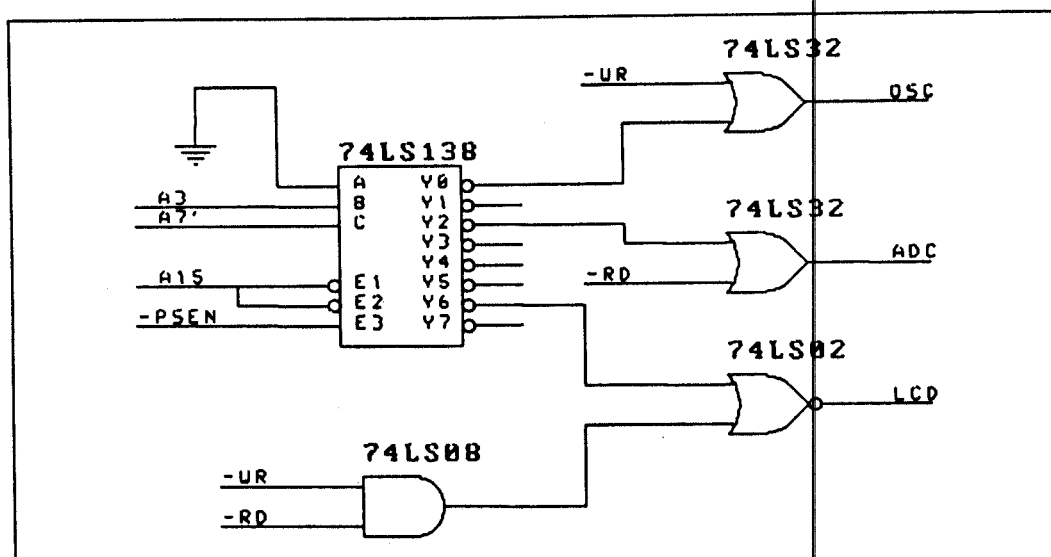 74LS32
-WR
OSC
74LS138
A Y0
A3 B Y1
A7' C Y2
Y3
Y4
A15 E1 Y5
E2 Y6
-PSEN E3 Y7
74LS32
ADC
-RD
74LS02
LCD
74LS08
-WR
-RD